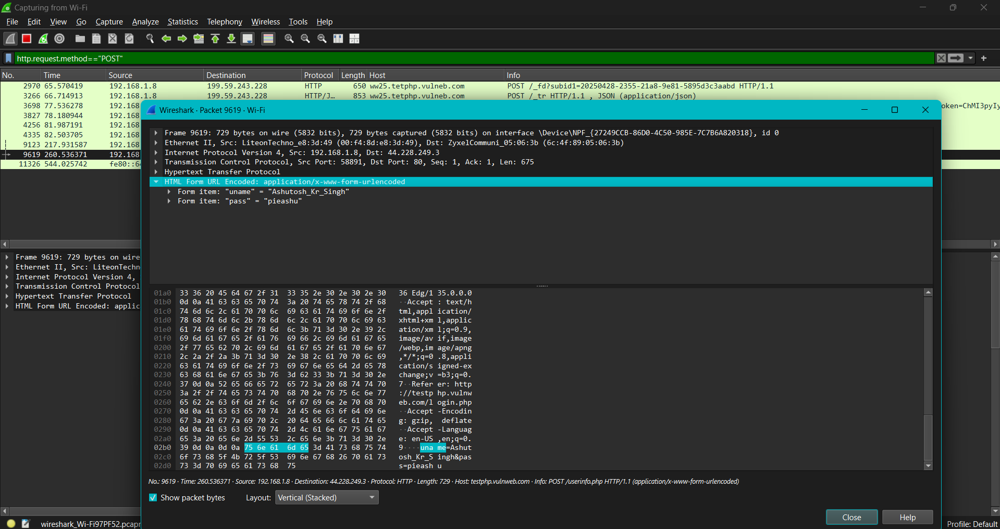 Capturing from Wi-Fi
File Edit View Go Capture Analyze Statistics Telephony Wireless Tools Help
http.request.method=="POST"
No. Time Source Destination Protocol Length Host Info
2970 65.570419 192.168.1.8 199.59.243.228 HTTP 650 ww25.tetphp.vulneb.com POST /_fd?subid1=20250428-2355-21a8-9e81-5895d3c3aabd HTTP/1.1
3266 66.714913 192.168.1.8 199.59.243.228 HTTP/J… 853 ww25.tetphp.vulneb.com POST /_tr HTTP/1.1 , JSON (application/json)
3698 77.536278 192.168
3827 78.180944 192.168
4256 81.987191 192.168
4335 82.503705 192.168
9123 217.931587 192.168
9619 260.536371 192.168
11326 544.025742 fe80::6
oken=ChMI3pyIy
Frame 9619: 729 bytes on wire
Ethernet II, Src: LiteonTechn
Internet Protocol Version 4,
Transmission Control Protocol
Hypertext Transfer Protocol
HTML Form URL Encoded: applic
Wireshark · Packet 9619 · Wi-Fi
Frame 9619: 729 bytes on wire (5832 bits), 729 bytes captured (5832 bits) on interface \Device\NPF_{27249CCB-86D0-4C50-985E-7C7B6A820318}, id 0
Ethernet II, Src: LiteonTechno_e8:3d:49 (00:f4:8d:e8:3d:49), Dst: ZyxelCommuni_05:06:3b (6c:4f:89:05:06:3b)
Internet Protocol Version 4, Src: 192.168.1.8, Dst: 44.228.249.3
Transmission Control Protocol, Src Port: 58891, Dst Port: 80, Seq: 1, Ack: 1, Len: 675
Hypertext Transfer Protocol
HTML Form URL Encoded: application/x-www-form-urlencoded
Form item: "uname" = "Ashutosh_Kr_Singh"
Form item: "pass" = "pieashu"
01a0 33 36 20 45 64 67 2f 31 33 35 2e 30 2e 30 2e 30 36 Edg/1 35.0.0.0
01b0 0d 0a 41 63 63 65 70 74 3a 20 74 65 78 74 2f 68 ··Accept : text/h
01c0 74 6d 6c 2c 61 70 70 6c 69 63 61 74 69 6f 6e 2f tml,appl ication/
01d0 78 68 74 6d 6c 2b 78 6d 6c 2c 61 70 70 6c 69 63 xhtml+xm l,applic
01e0 61 74 69 6f 6e 2f 78 6d 6c 3b 71 3d 30 2e 39 2c ation/xm l;q=0.9,
01f0 69 6d 61 67 65 2f 61 76 69 66 2c 69 6d 61 67 65 image/av if,image
0200 2f 77 65 62 70 2c 69 6d 61 67 65 2f 61 70 6e 67 /webp,im age/apng
0210 2c 2a 2f 2a 3b 71 3d 30 2e 38 2c 61 70 70 6c 69 ,*/*;q=0 .8,appli
0220 63 61 74 69 6f 6e 2f 73 69 67 6e 65 64 2d 65 78 cation/s igned-ex
0230 63 68 61 6e 67 65 3b 76 3d 62 33 3b 71 3d 30 2e change;v =b3;q=0.
0240 37 0d 0a 52 65 66 65 72 65 72 3a 20 68 74 74 70 7··Refer er: http
0250 3a 2f 2f 74 65 73 74 70 68 70 2e 76 75 6c 6e 77 ://testp hp.vulnw
0260 65 62 2e 63 6f 6d 2f 6c 6f 67 69 6e 2e 70 68 70 eb.com/l ogin.php
0270 0d 0a 41 63 63 65 70 74 2d 45 6e 63 6f 64 69 6e ··Accept -Encodin
0280 67 3a 20 67 7a 69 70 2c 20 64 65 66 6c 61 74 65 g: gzip, deflate
0290 0d 0a 41 63 63 65 70 74 2d 4c 61 6e 67 75 61 67 ··Accept -Languag
02a0 65 3a 20 65 6e 2d 55 53 2c 65 6e 3b 71 3d 30 2e e: en-US ,en;q=0.
02b0 39 0d 0a 0d 0a 75 6e 61 6d 65 3d 41 73 68 75 74 9····una me=Ashut
02c0 6f 73 68 5f 4b 72 5f 53 69 6e 67 68 26 70 61 73 osh_Kr_S ingh&pas
02d0 73 3d 70 69 65 61 73 68 75 s=pieash u
No.: 9619 · Time: 260.536371 · Source: 192.168.1.8 · Destination: 44.228.249.3 · Protocol: HTTP · Length: 729 · Host: testphp.vulnweb.com · Info: POST /userinfo.php HTTP/1.1 (application/x-www-form-urlencoded)
Show packet bytes Layout: Vertical (Stacked)
Close Help
wireshark_Wi-Fi97PF52.pcapr Profile: Default